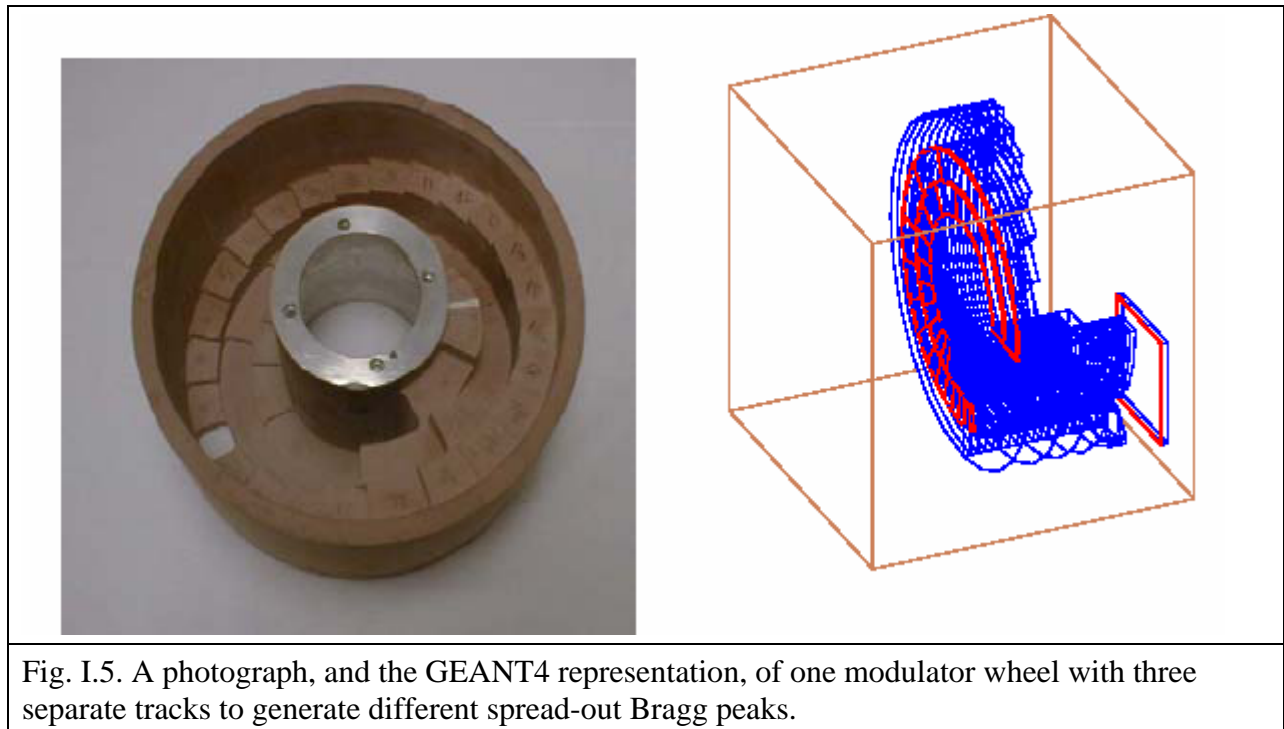 Fig. I.5. A photograph, and the GEANT4 representation, of one modulator wheel with three
separate tracks to generate different spread-out Bragg peaks.